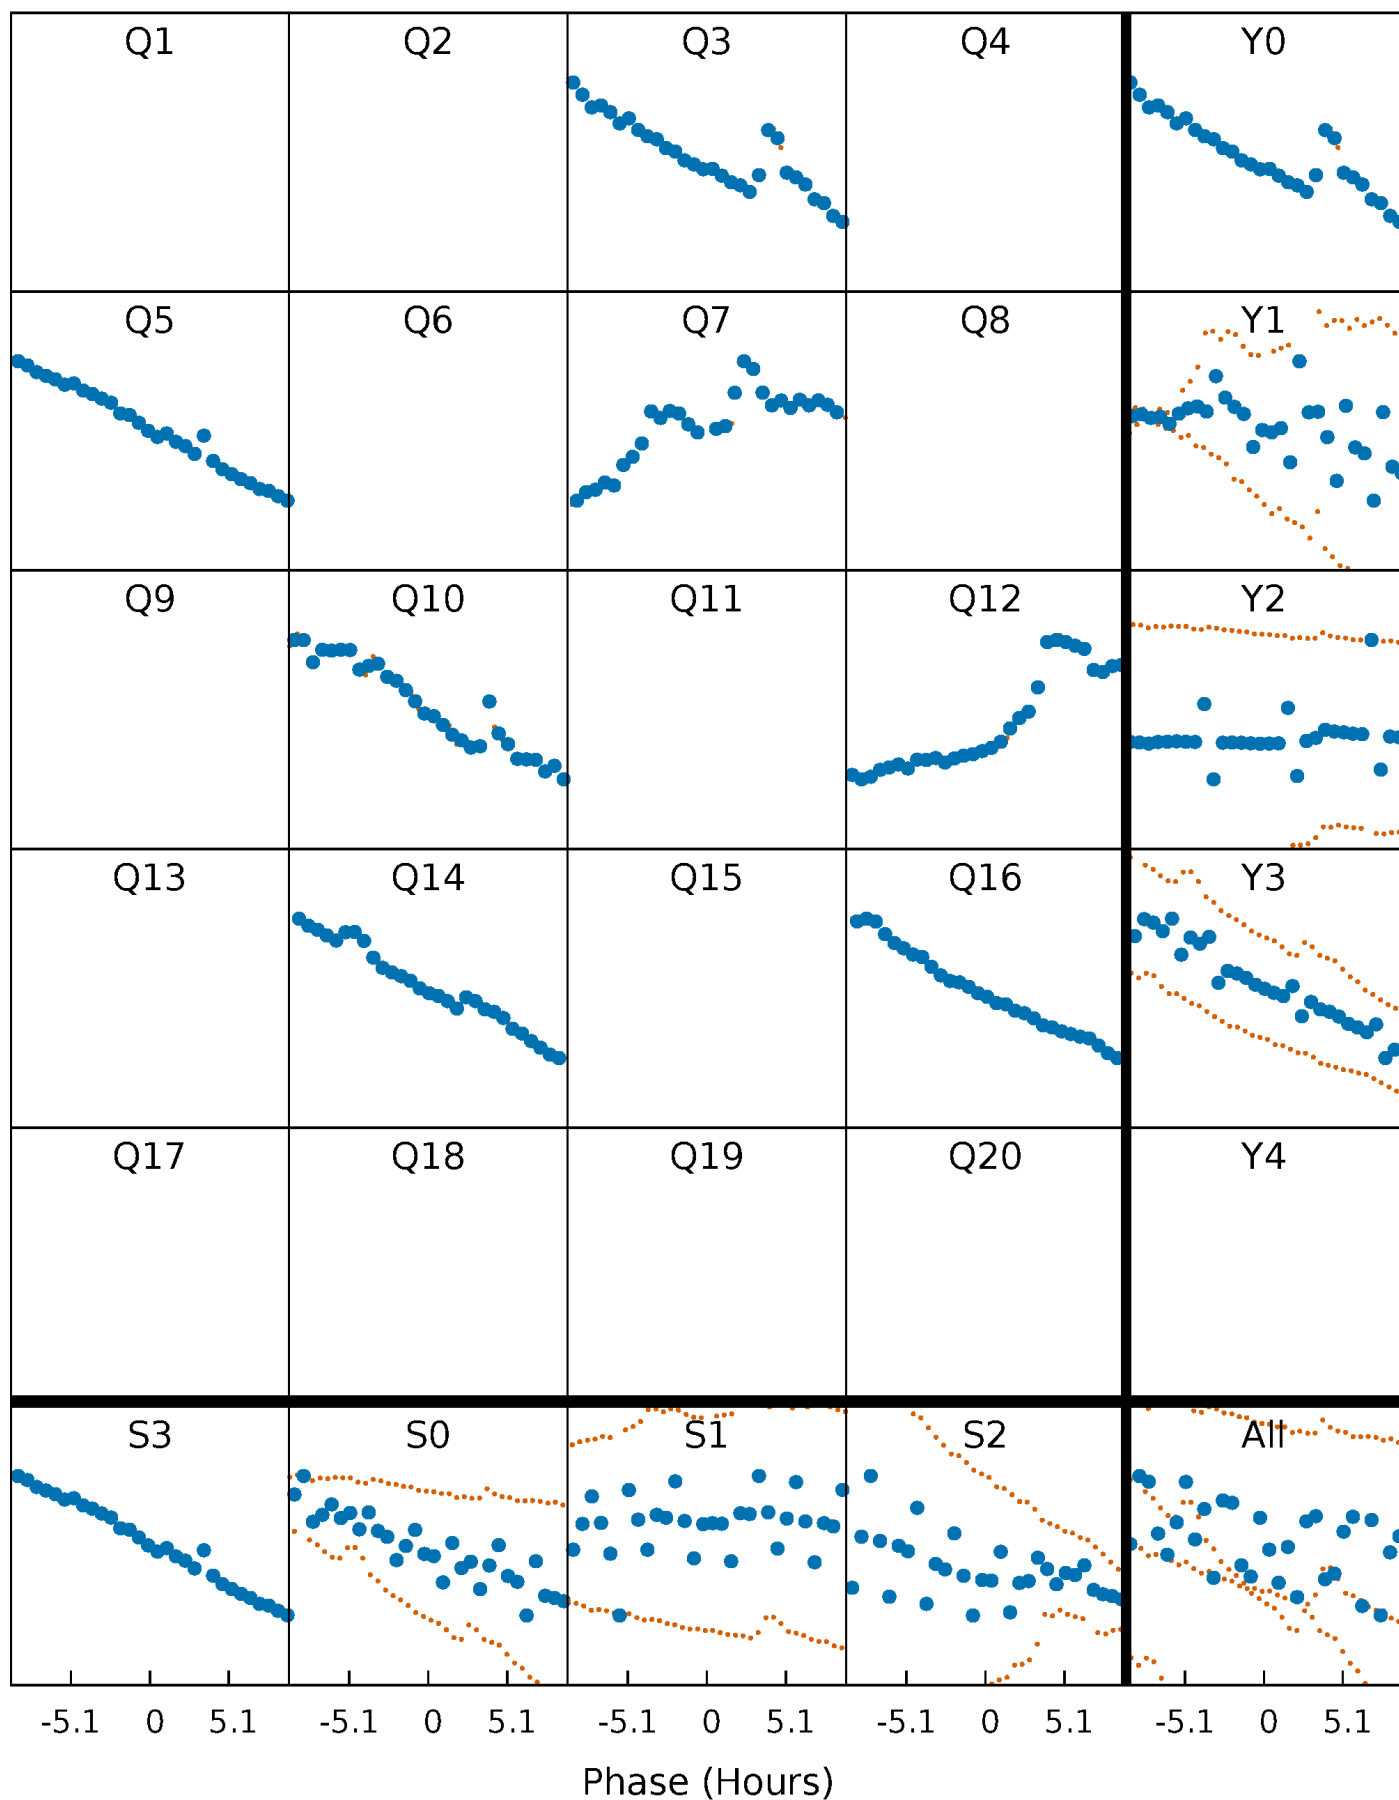 Q1 Q2 Q3 Q4 Y0
Q5 Q6 Q7 Q8 Y1
Q9 Q10 Q11 Q12 Y2
Q13 Q14 Q15 Q16 Y3
Q17 Q18 Q19 Q20 Y4
S3 S0 S1 S2 All
-5.1 0 5.1 -5.1 0 5.1 -5.1 0 5.1 -5.1 0 5.1 -5.1 0 5.1
Phase (Hours)